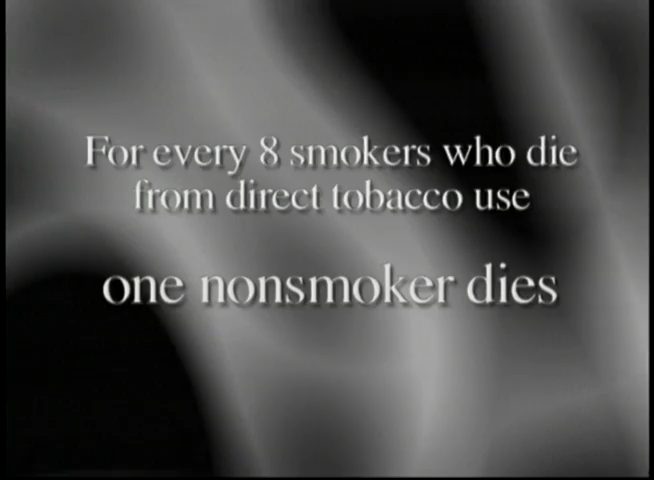 For every 8 smokers who die
from direct tobacco use
one nonsmoker dies